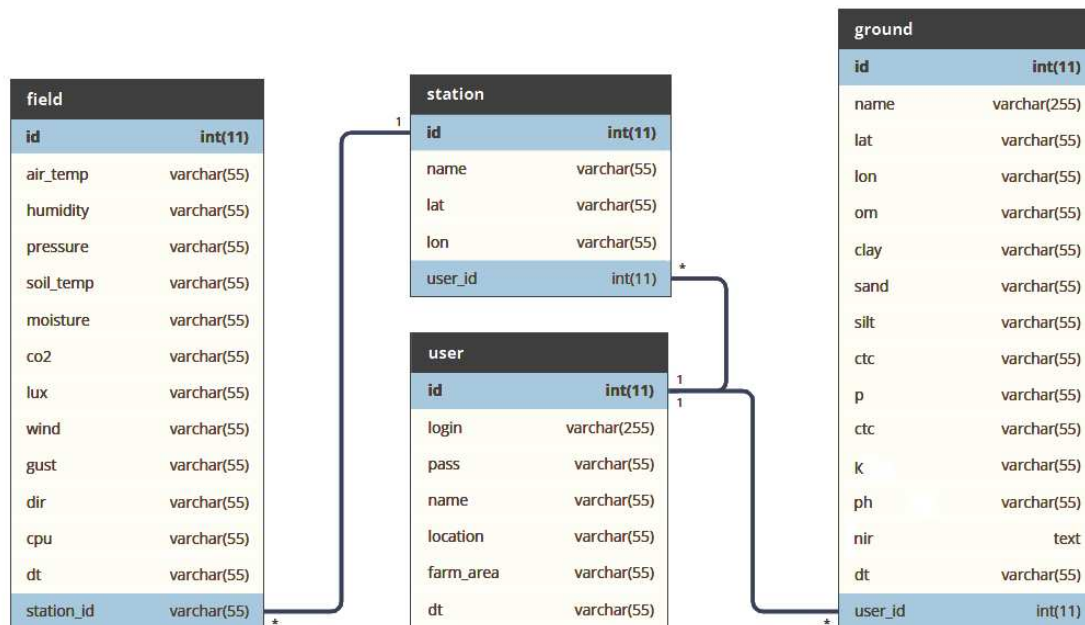 field
id int(11)
air_temp varchar(55)
humidity varchar(55)
pressure varchar(55)
soil_temp varchar(55)
moisture varchar(55)
co2 varchar(55)
lux varchar(55)
wind varchar(55)
gust varchar(55)
dir varchar(55)
cpu varchar(55)
dt varchar(55)
station_id varchar(55)
*
1
station
id int(11)
name varchar(55)
lat varchar(55)
lon varchar(55)
user_id int(11)
*
user
id int(11)
login varchar(255)
pass varchar(55)
name varchar(55)
location varchar(55)
farm_area varchar(55)
dt varchar(55)
1
1
ground
id int(11)
name varchar(255)
lat varchar(55)
lon varchar(55)
om varchar(55)
clay varchar(55)
sand varchar(55)
silt varchar(55)
ctc varchar(55)
p varchar(55)
ctc varchar(55)
K varchar(55)
ph varchar(55)
nir text
dt varchar(55)
user_id int(11)
*